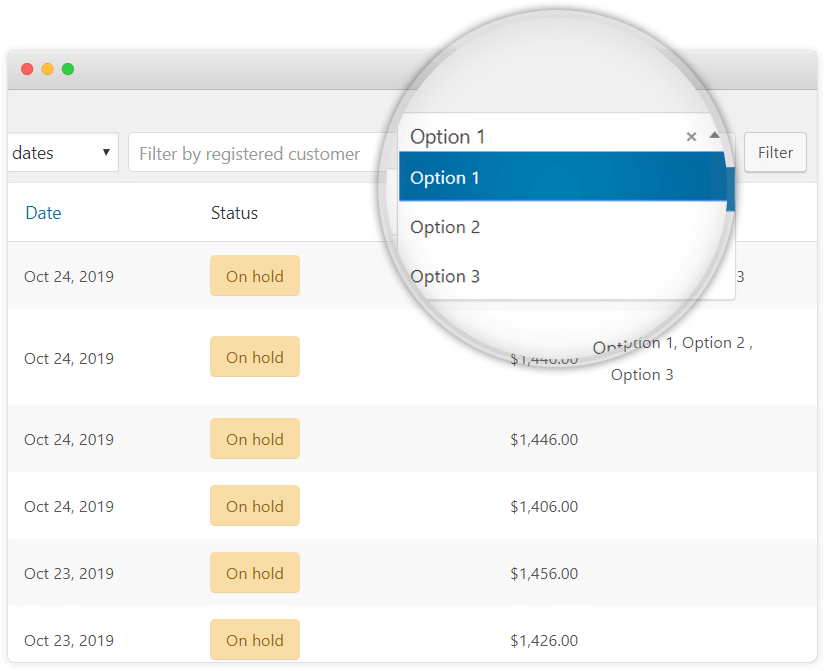 dates Filter by registered customer Option 1 × Filter
Option 1
Date Status Option 2
Oct 24, 2019 On hold Option 3 3
Oct 24, 2019 On hold $1,446.00 Option 1, Option 2 ,
Option 3
Oct 24, 2019 On hold $1,446.00
Oct 24, 2019 On hold $1,406.00
Oct 23, 2019 On hold $1,456.00
Oct 23, 2019 On hold $1,426.00